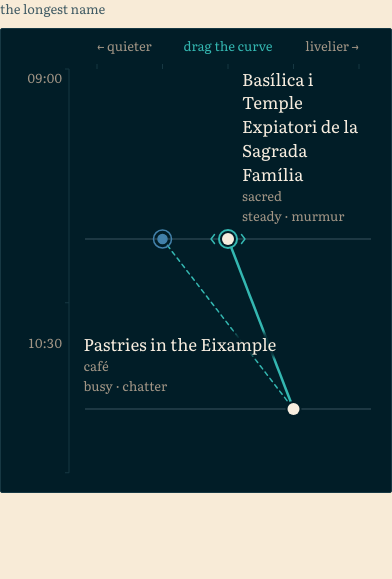 the longest name
← quieter drag the curve livelier →
09:00
Basílica i
Temple
Expiatori de la
Sagrada
Família
sacred
steady · murmur
10:30 Pastries in the Eixample
café
busy · chatter